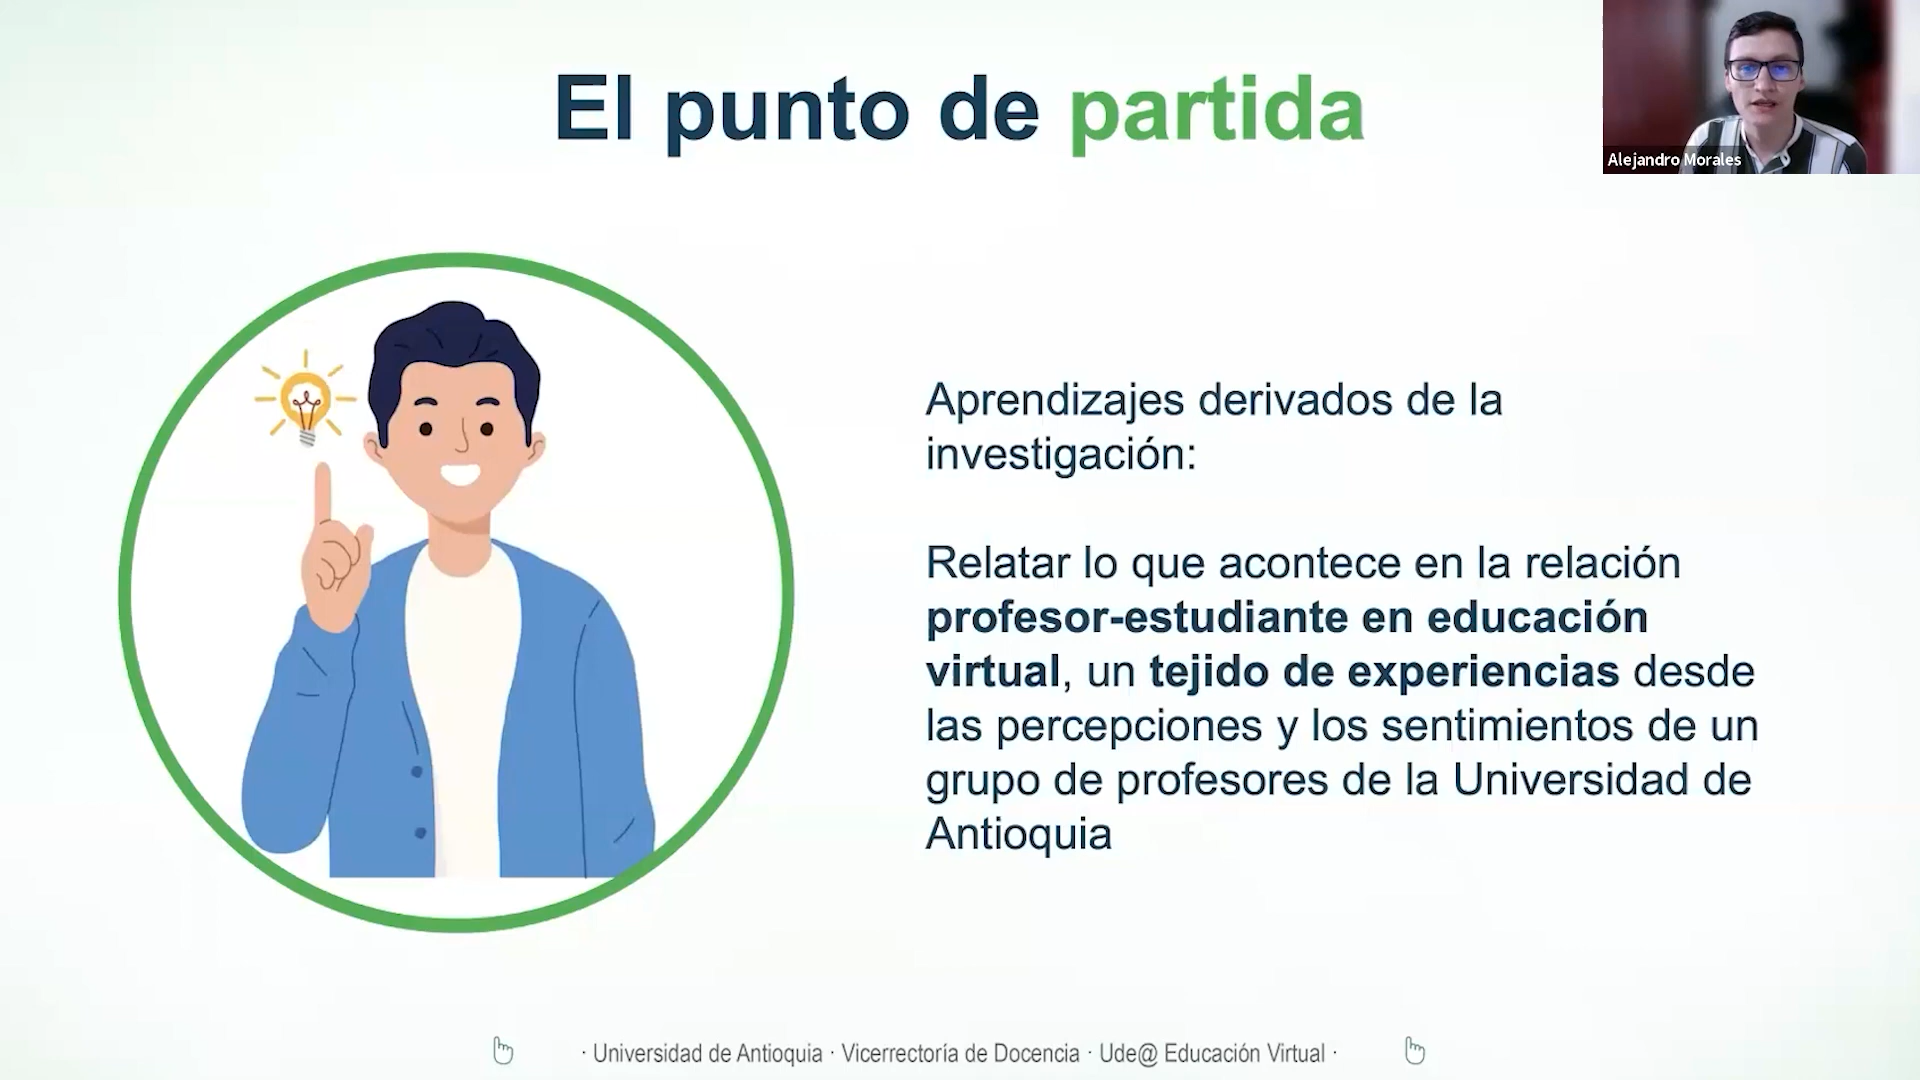 El punto de partida
Alejandro Morales
Aprendizajes derivados de la
investigación:
Relatar lo que acontece en la relación
profesor-estudiante en educación
virtual, un tejido de experiencias desde
las percepciones y los sentimientos de un
grupo de profesores de la Universidad de
Antioquia
· Universidad de Antioquia · Vicerrectoría de Docencia · Ude@ Educación Virtual ·